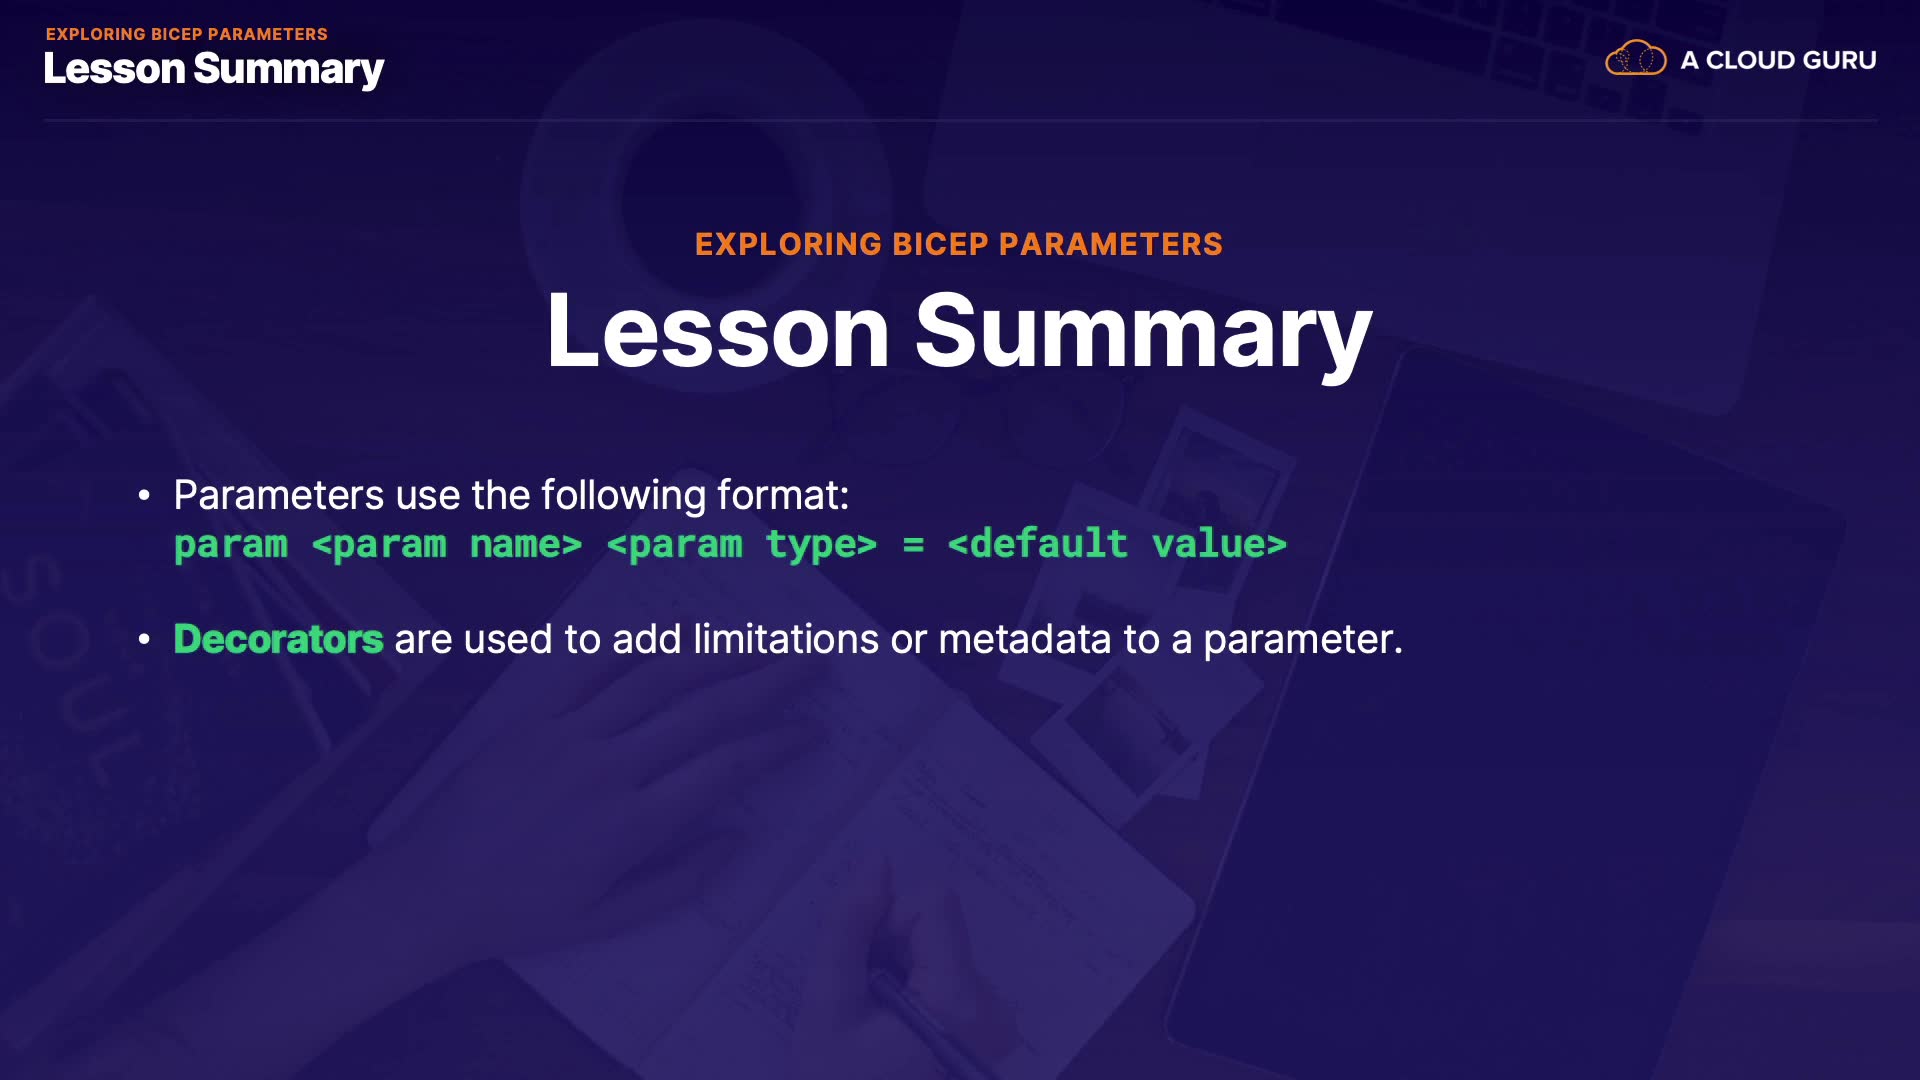 EXPLORING BICEP PARAMETERS
Lesson Summary
A CLOUD GURU
EXPLORING BICEP PARAMETERS
Lesson Summary
• Parameters use the following format:
param <param name> <param type> = <default value>
• Decorators are used to add limitations or metadata to a parameter.
SOUL